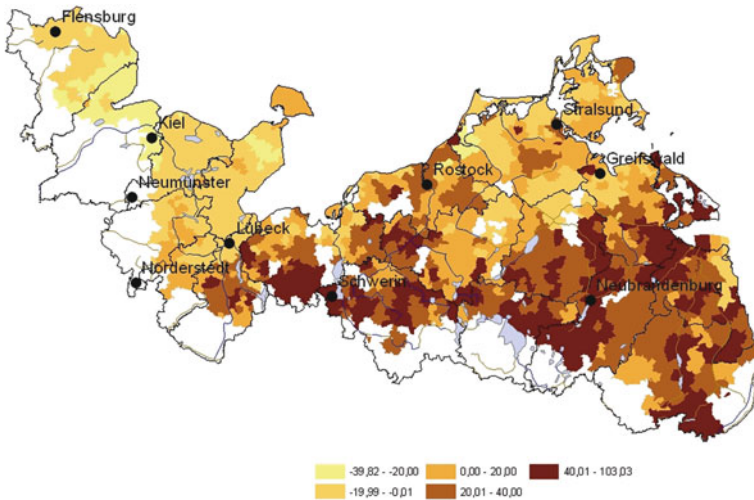 Flensburg
Kiel
Stralsund
Greifswald
Rostock
Neumünster
Lübeck
Norderstedt
Schwerin
Neubrandenburg
-39,82 - -20,00 0,00 - 20,00 40,01 - 103,03
-19,99 - -0,01 20,01 - 40,00